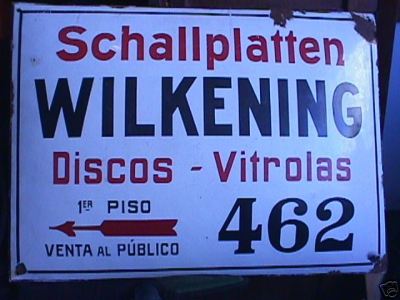 Schallplatten
WILKENING
Discos - Vitrolas
1ER PISO
462
VENTA AL PÚBLICO